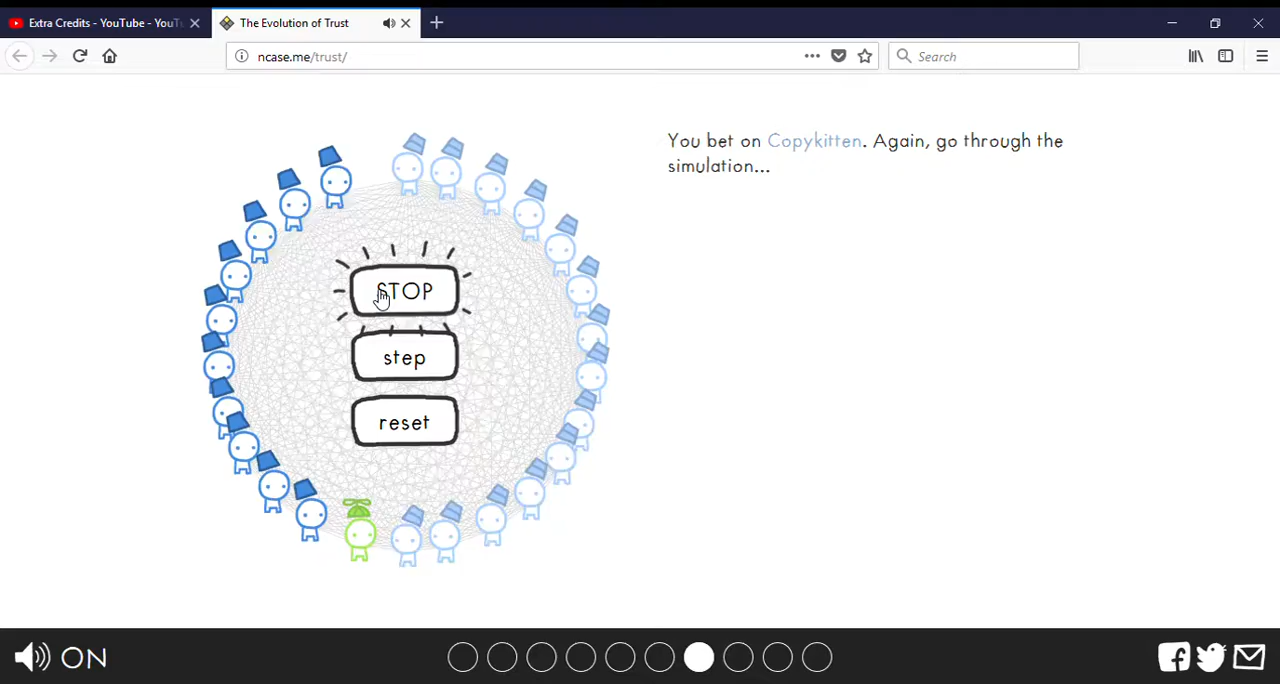 Extra Credits - YouTube - YouT
The Evolution of Trust
ncase.me/trust/
Search
You bet on Copykitten. Again, go through the
simulation...
STOP
step
reset
ON